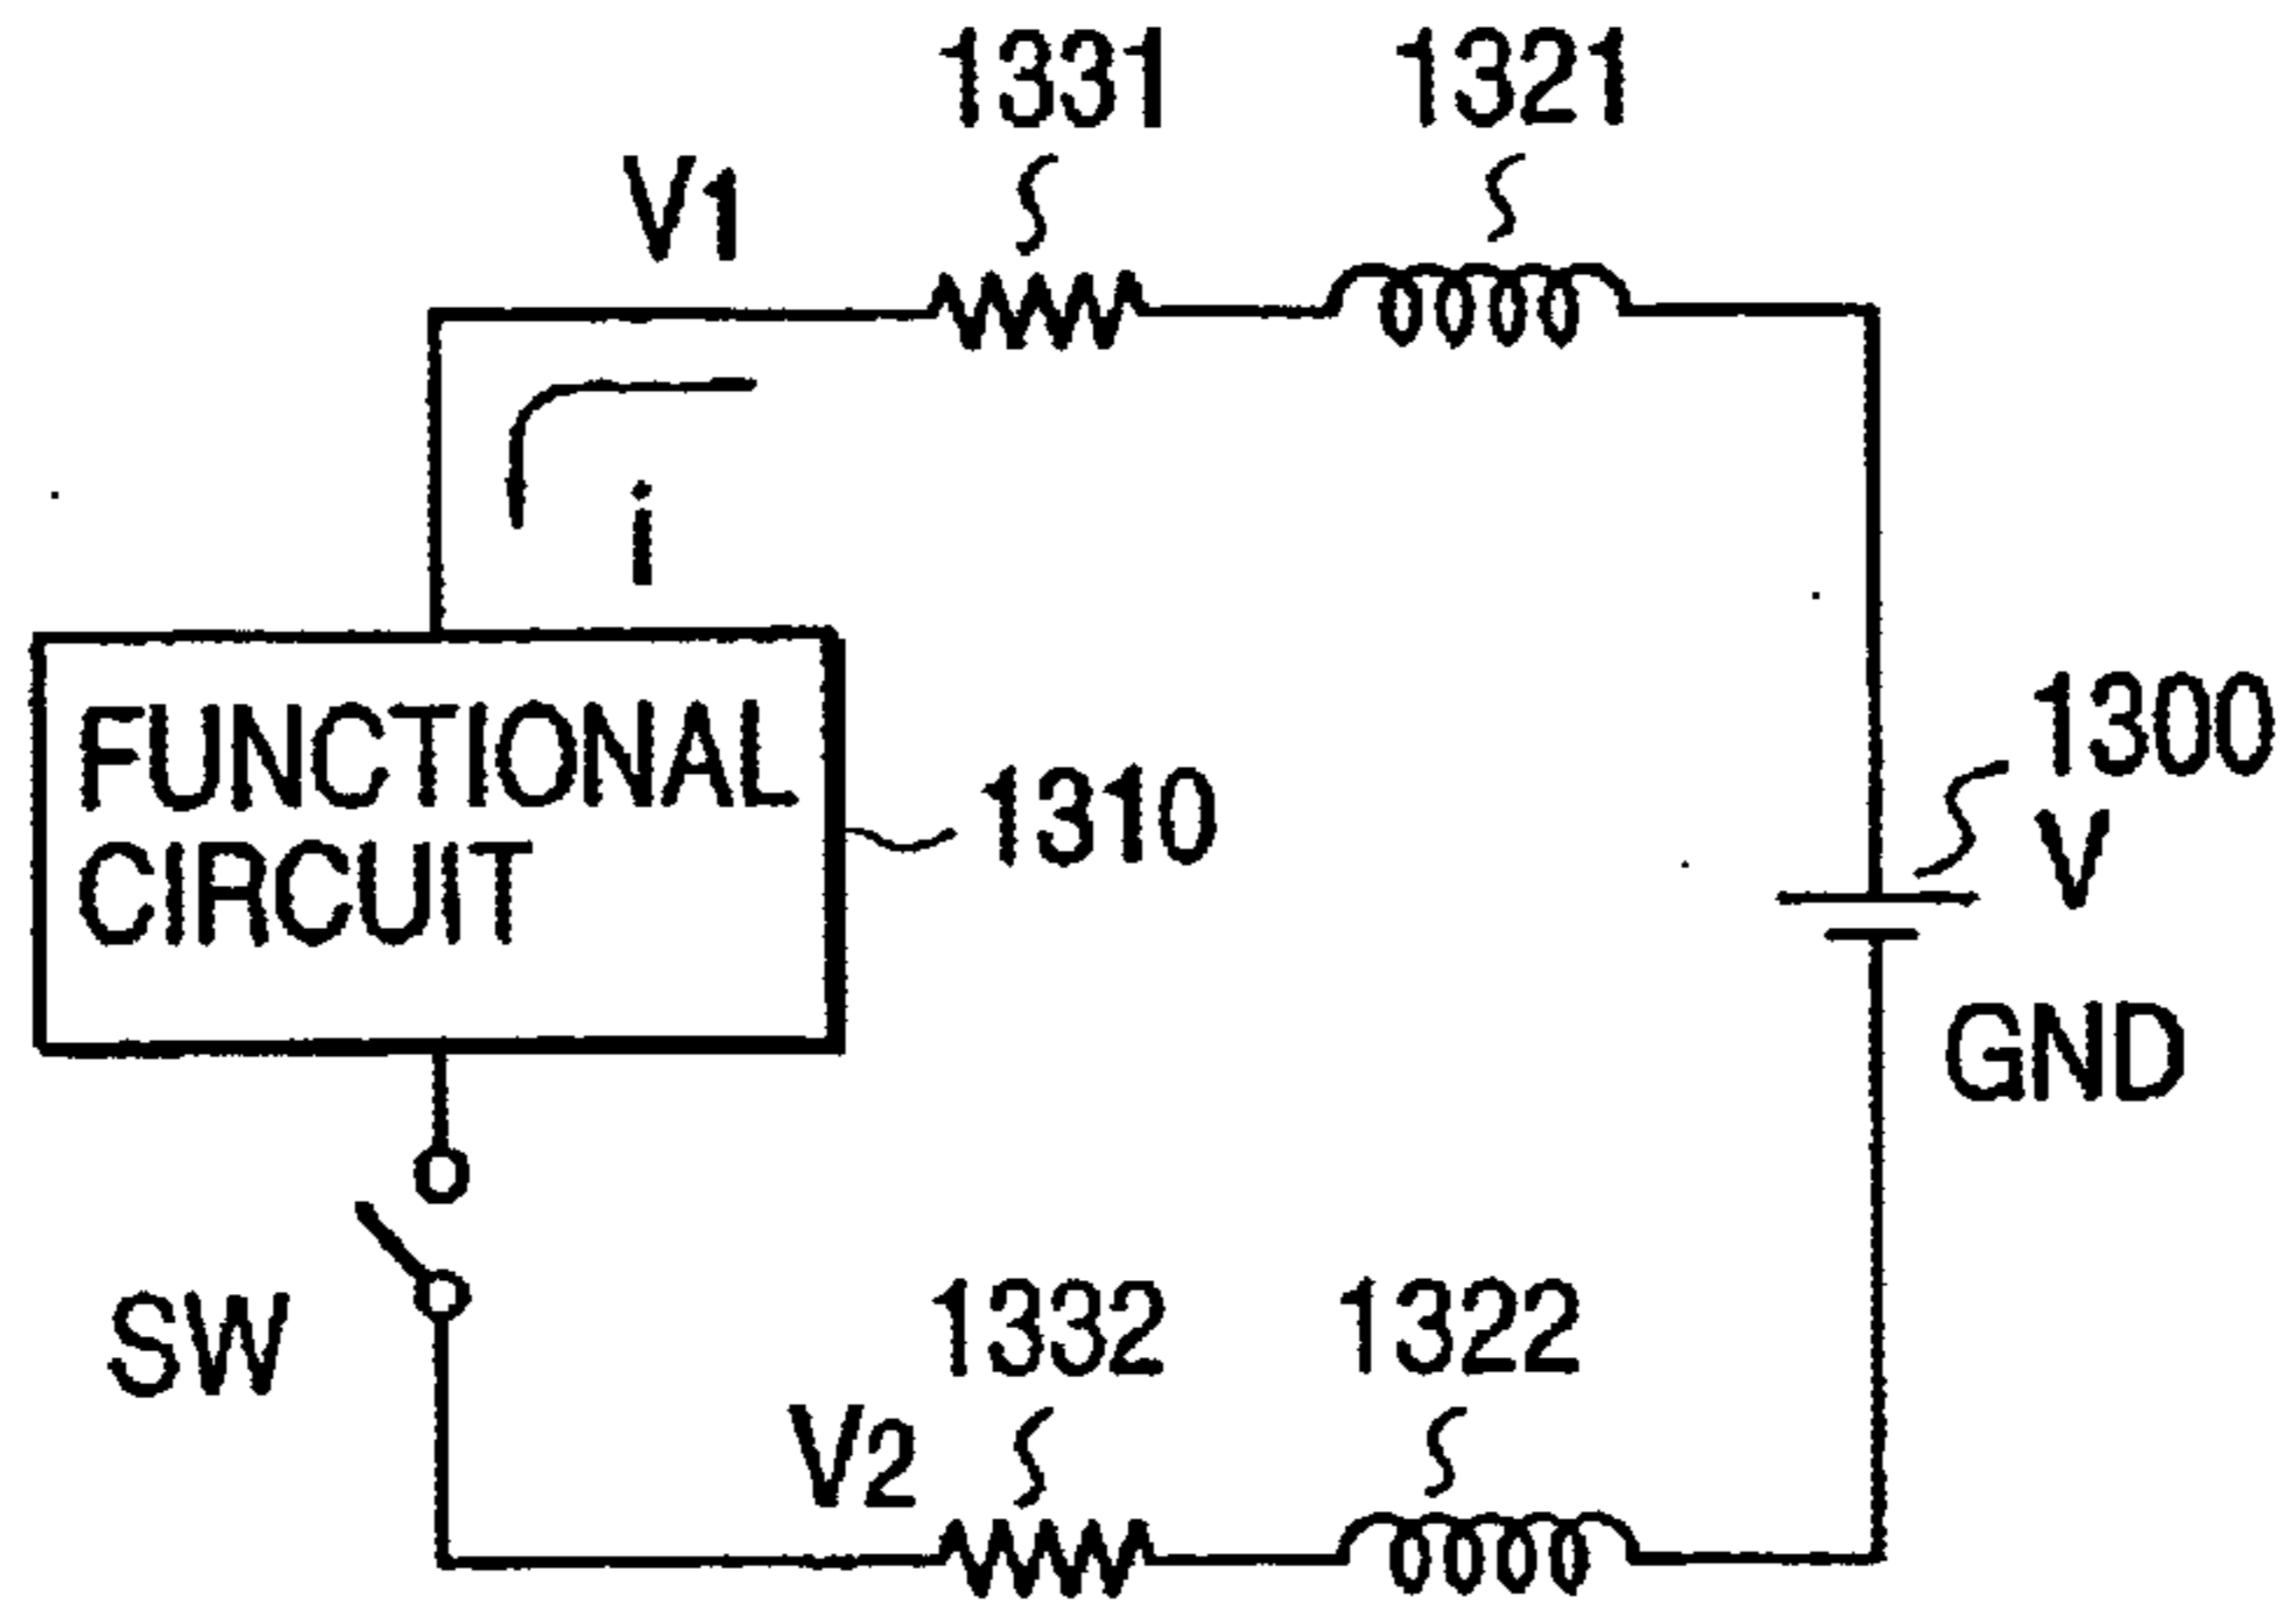 1331
1321
V1
i
FUNCTIONAL
CIRCUIT
1310
1300
V
GND
SW
1332
1322
V2